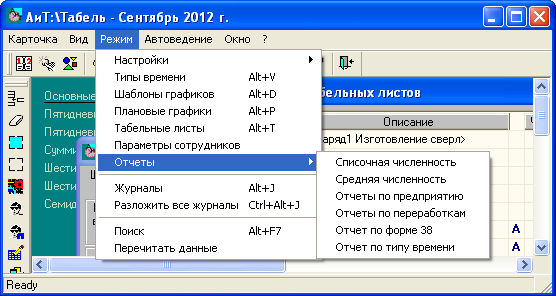 АиТ:\Табель - Сентябрь 2012 г.
Карточка Вид Режим Автоведение Окно ?
Настройки
Типы времени Alt+V
Шаблоны графиков Alt+D
Плановые графики Alt+P
Табельные листы Alt+T
Параметры сотрудников
Отчеты
Журналы Alt+J
Разложить все журналы Ctrl+Alt+J
Поиск Alt+F7
Перечитать данные
Списочная численность
Средняя численность
Отчеты по предприятию
Отчеты по переработкам
Отчет по форме 38
Отчет по типу времени
Основные
Пятиднев
Пятиднев
Сумми
Шести
Шести
Семид
бельных листов
Описание
аряд1 Изготовление сверл>
А
А
Ready